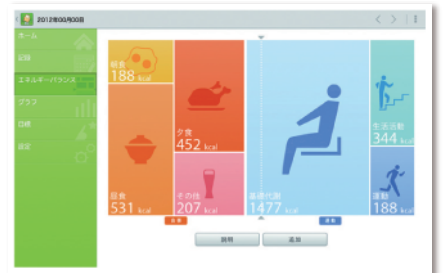 2012年00月00日
ホーム
記録
エネルギーバランス
グラフ
目標
設定
朝食
188 kcal
昼食
531 kcal
夕食
452 kcal
その他
207 kcal
基礎代謝
1477 kcal
生活活動
344 kcal
運動
188 kcal
説明
追加